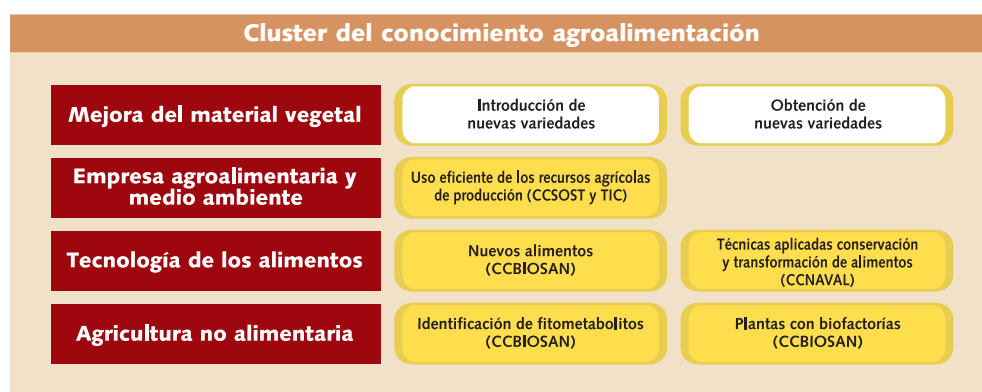 Cluster del conocimiento agroalimentación
Mejora del material vegetal
Introducción de
nuevas variedades
Obtención de
nuevas variedades
Empresa agroalimentaria y
medio ambiente
Uso eficiente de los recursos agrícolas
de producción (CCSOST y TIC)
Tecnología de los alimentos
Nuevos alimentos
(CCBIOSAN)
Técnicas aplicadas conservación
y transformación de alimentos
(CCNAVAL)
Agricultura no alimentaria
Identificación de fitometabolitos
(CCBIOSAN)
Plantas con biofactorías
(CCBIOSAN)